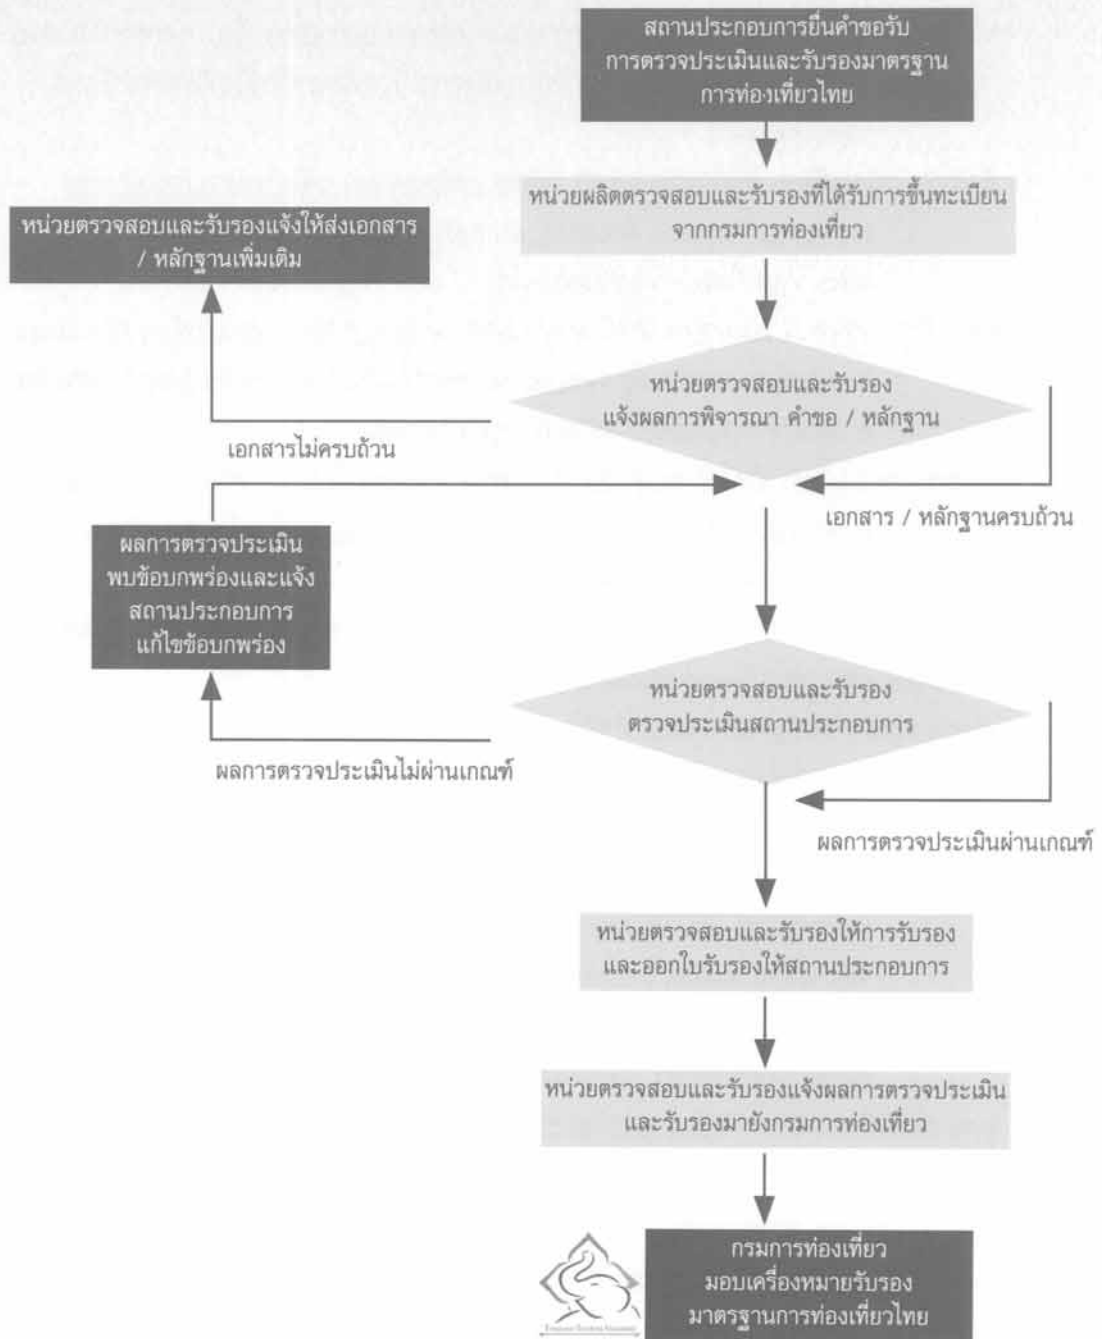 สถานประกอบการยื่นคำขอรับ
การตรวจประเมินและรับรองมาตรฐาน
การท่องเที่ยวไทย
หน่วยผลิตตรวจสอบและรับรองที่ได้รับการขึ้นทะเบียน
จากกรมการท่องเที่ยว
หน่วยตรวจสอบและรับรองแจ้งให้ส่งเอกสาร
/ หลักฐานเพิ่มเติม
หน่วยตรวจสอบและรับรอง
แจ้งผลการพิจารณา คำขอ / หลักฐาน
เอกสารไม่ครบถ้วน
เอกสาร / หลักฐานครบถ้วน
ผลการตรวจประเมิน
พบข้อบกพร่องและแจ้ง
สถานประกอบการ
แก้ไขข้อบกพร่อง
หน่วยตรวจสอบและรับรอง
ตรวจประเมินสถานประกอบการ
ผลการตรวจประเมินไม่ผ่านเกณฑ์
ผลการตรวจประเมินผ่านเกณฑ์
หน่วยตรวจสอบและรับรองให้การรับรอง
และออกใบรับรองให้สถานประกอบการ
หน่วยตรวจสอบและรับรองแจ้งผลการตรวจประเมิน
และรับรองมายังกรมการท่องเที่ยว
กรมการท่องเที่ยว
มอบเครื่องหมายรับรอง
มาตรฐานการท่องเที่ยวไทย